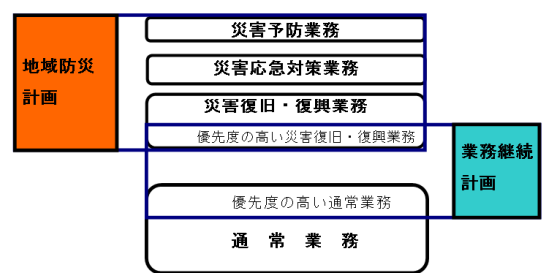 地域防災
計画
災害予防業務
災害応急対策業務
災害復旧・復興業務
優先度の高い災害復旧・復興業務
業務継続
計画
優先度の高い通常業務
通常業務